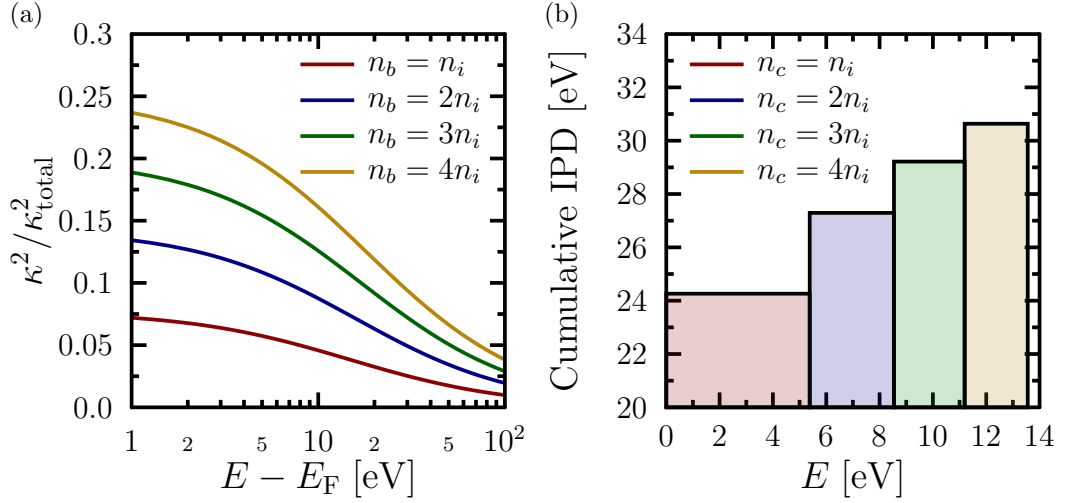 (a)
0.3
0.25
0.2
0.15
0.1
0.05
0.0
κ²/κ²total
n_b = n_i
n_b = 2n_i
n_b = 3n_i
n_b = 4n_i
1 2 5 10 2 5 10²
E − E_F [eV]
(b)
34
32
30
28
26
24
22
20
Cumulative IPD [eV]
n_c = n_i
n_c = 2n_i
n_c = 3n_i
n_c = 4n_i
0 2 4 6 8 10 12 14
E [eV]